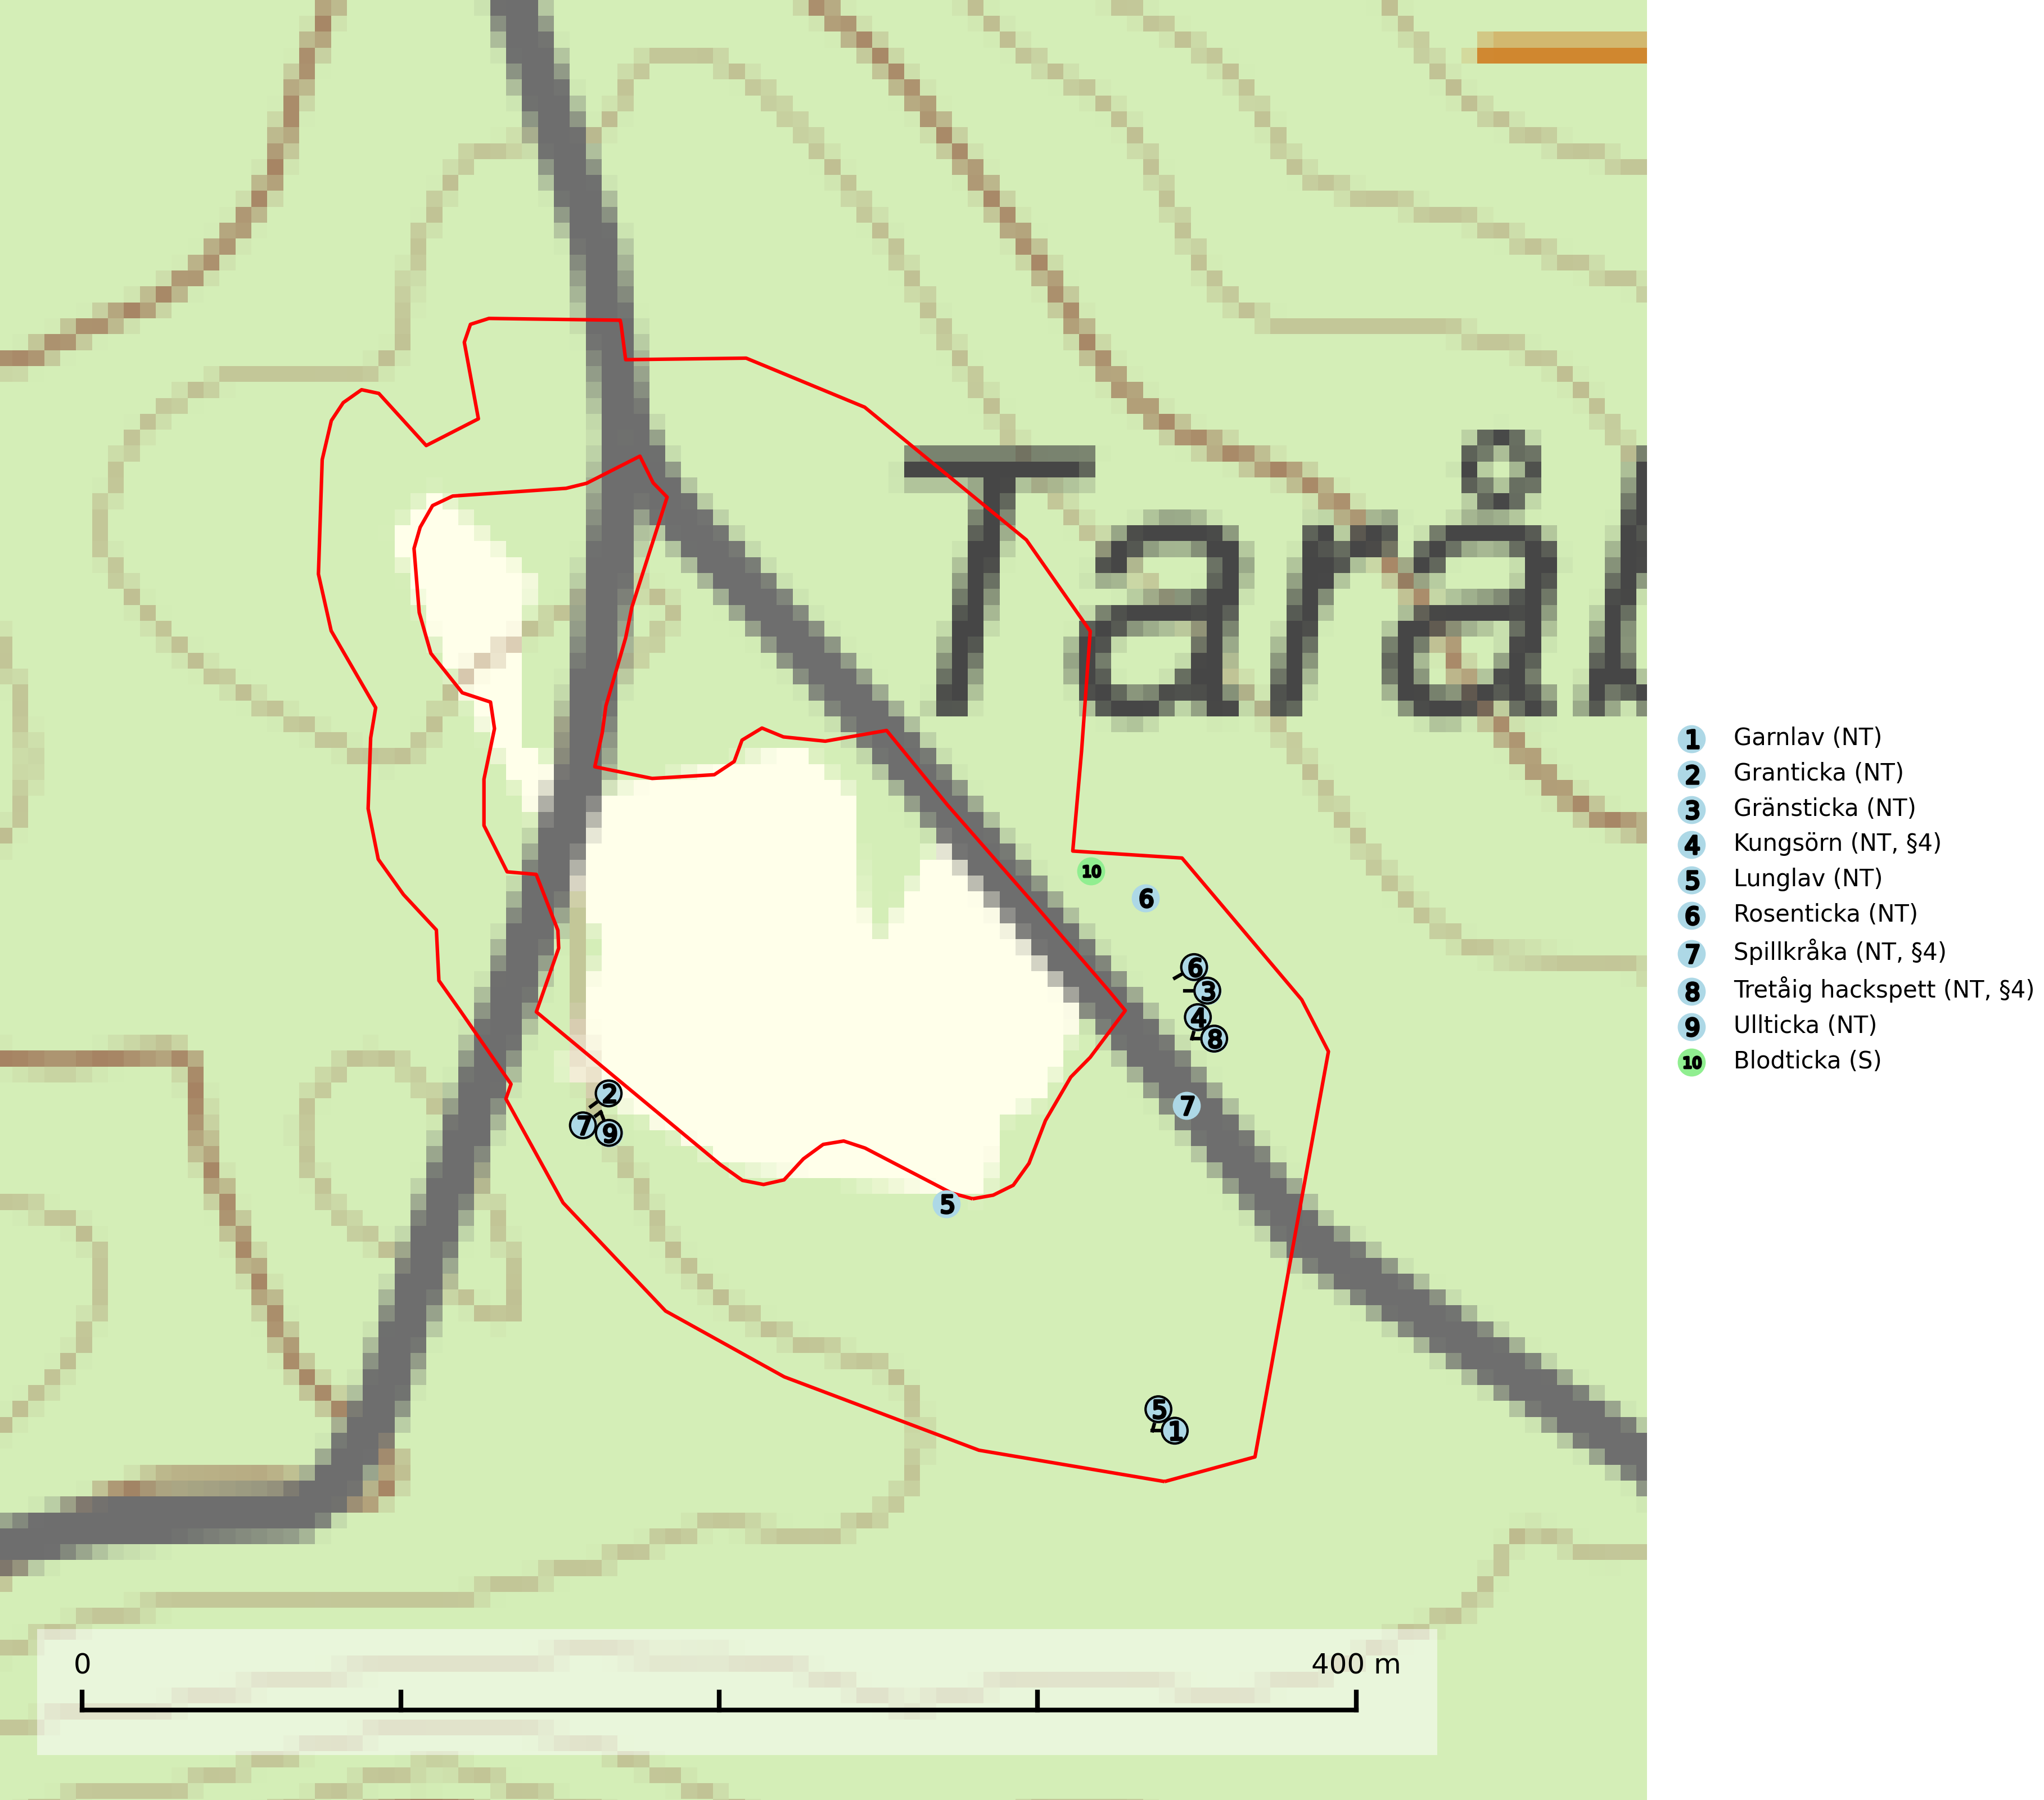 Tarå
10
6
6
3
4
8
2
7
9
7
5
5
1
0 400 m
1 Garnlav (NT)
2 Granticka (NT)
3 Gränsticka (NT)
4 Kungsörn (NT, §4)
5 Lunglav (NT)
6 Rosenticka (NT)
7 Spillkråka (NT, §4)
8 Tretåig hackspett (NT, §4)
9 Ullticka (NT)
10 Blodticka (S)